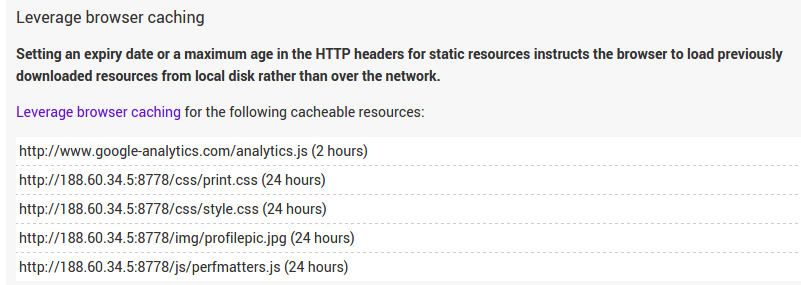 Leverage browser caching
Setting an expiry date or a maximum age in the HTTP headers for static resources instructs the browser to load previously
downloaded resources from local disk rather than over the network.
Leverage browser caching for the following cacheable resources:
http://www.google-analytics.com/analytics.js (2 hours)
http://188.60.34.5:8778/css/print.css (24 hours)
http://188.60.34.5:8778/css/style.css (24 hours)
http://188.60.34.5:8778/img/profilepic.jpg (24 hours)
http://188.60.34.5:8778/js/perfmatters.js (24 hours)